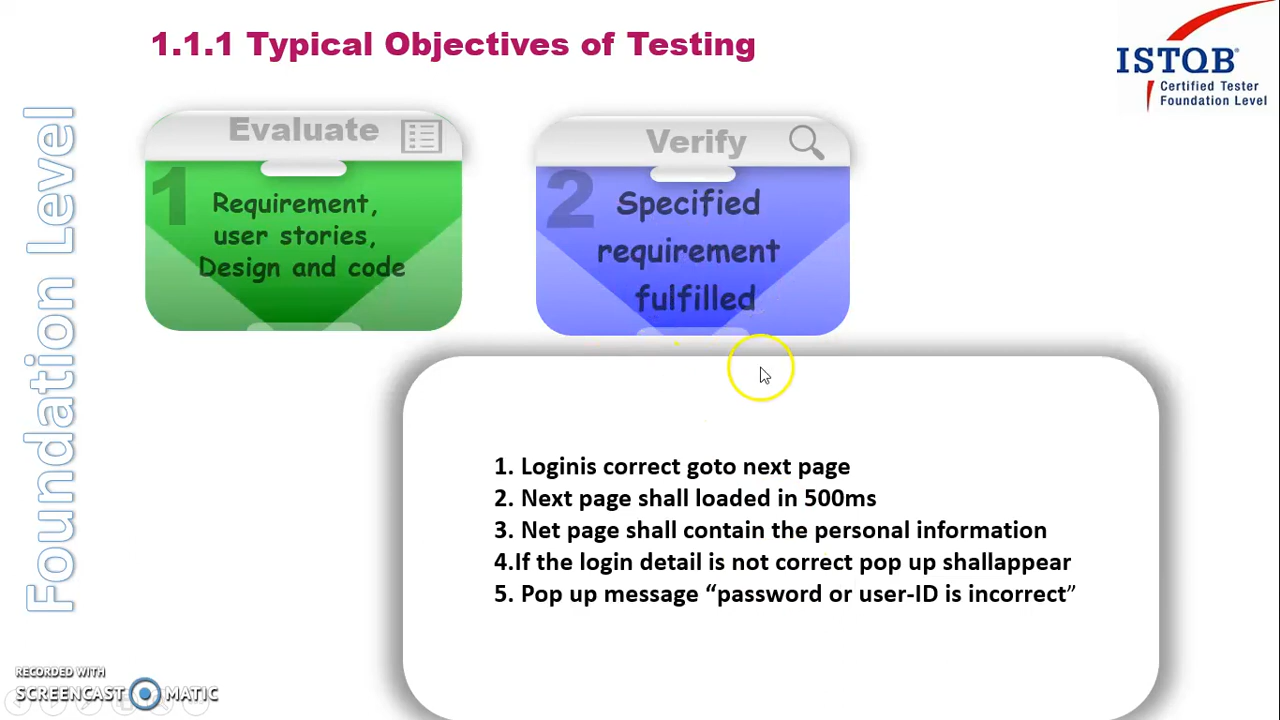 1.1.1 Typical Objectives of Testing
ISTQB®
Certified Tester
Foundation Level
Foundation Level
Evaluate
1
Requirement,
user stories,
Design and code
Verify
2
Specified
requirement
fulfilled
1. Loginis correct goto next page
2. Next page shall loaded in 500ms
3. Net page shall contain the personal information
4.If the login detail is not correct pop up shallappear
5. Pop up message “password or user-ID is incorrect”
RECORDED WITH
SCREENCAST MATIC